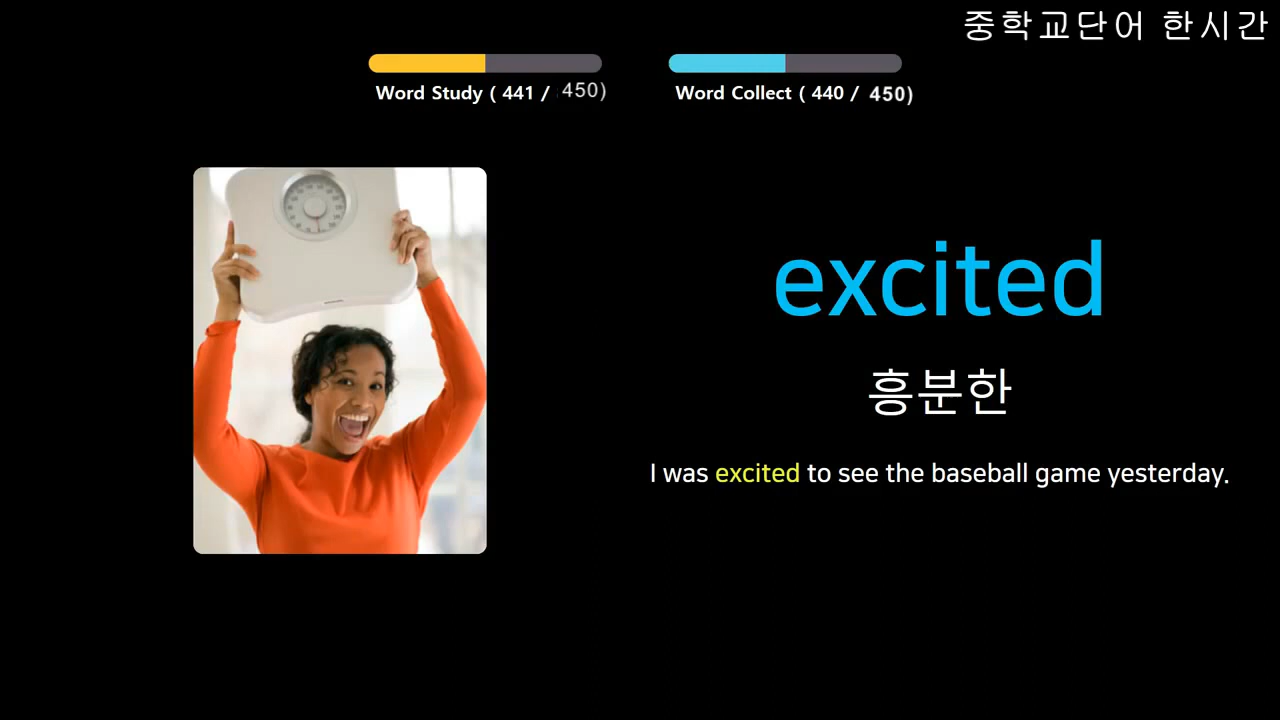 중학교단어 한시간
Word Study ( 441 / 450)
Word Collect ( 440 / 450)
excited
흥분한
I was excited to see the baseball game yesterday.